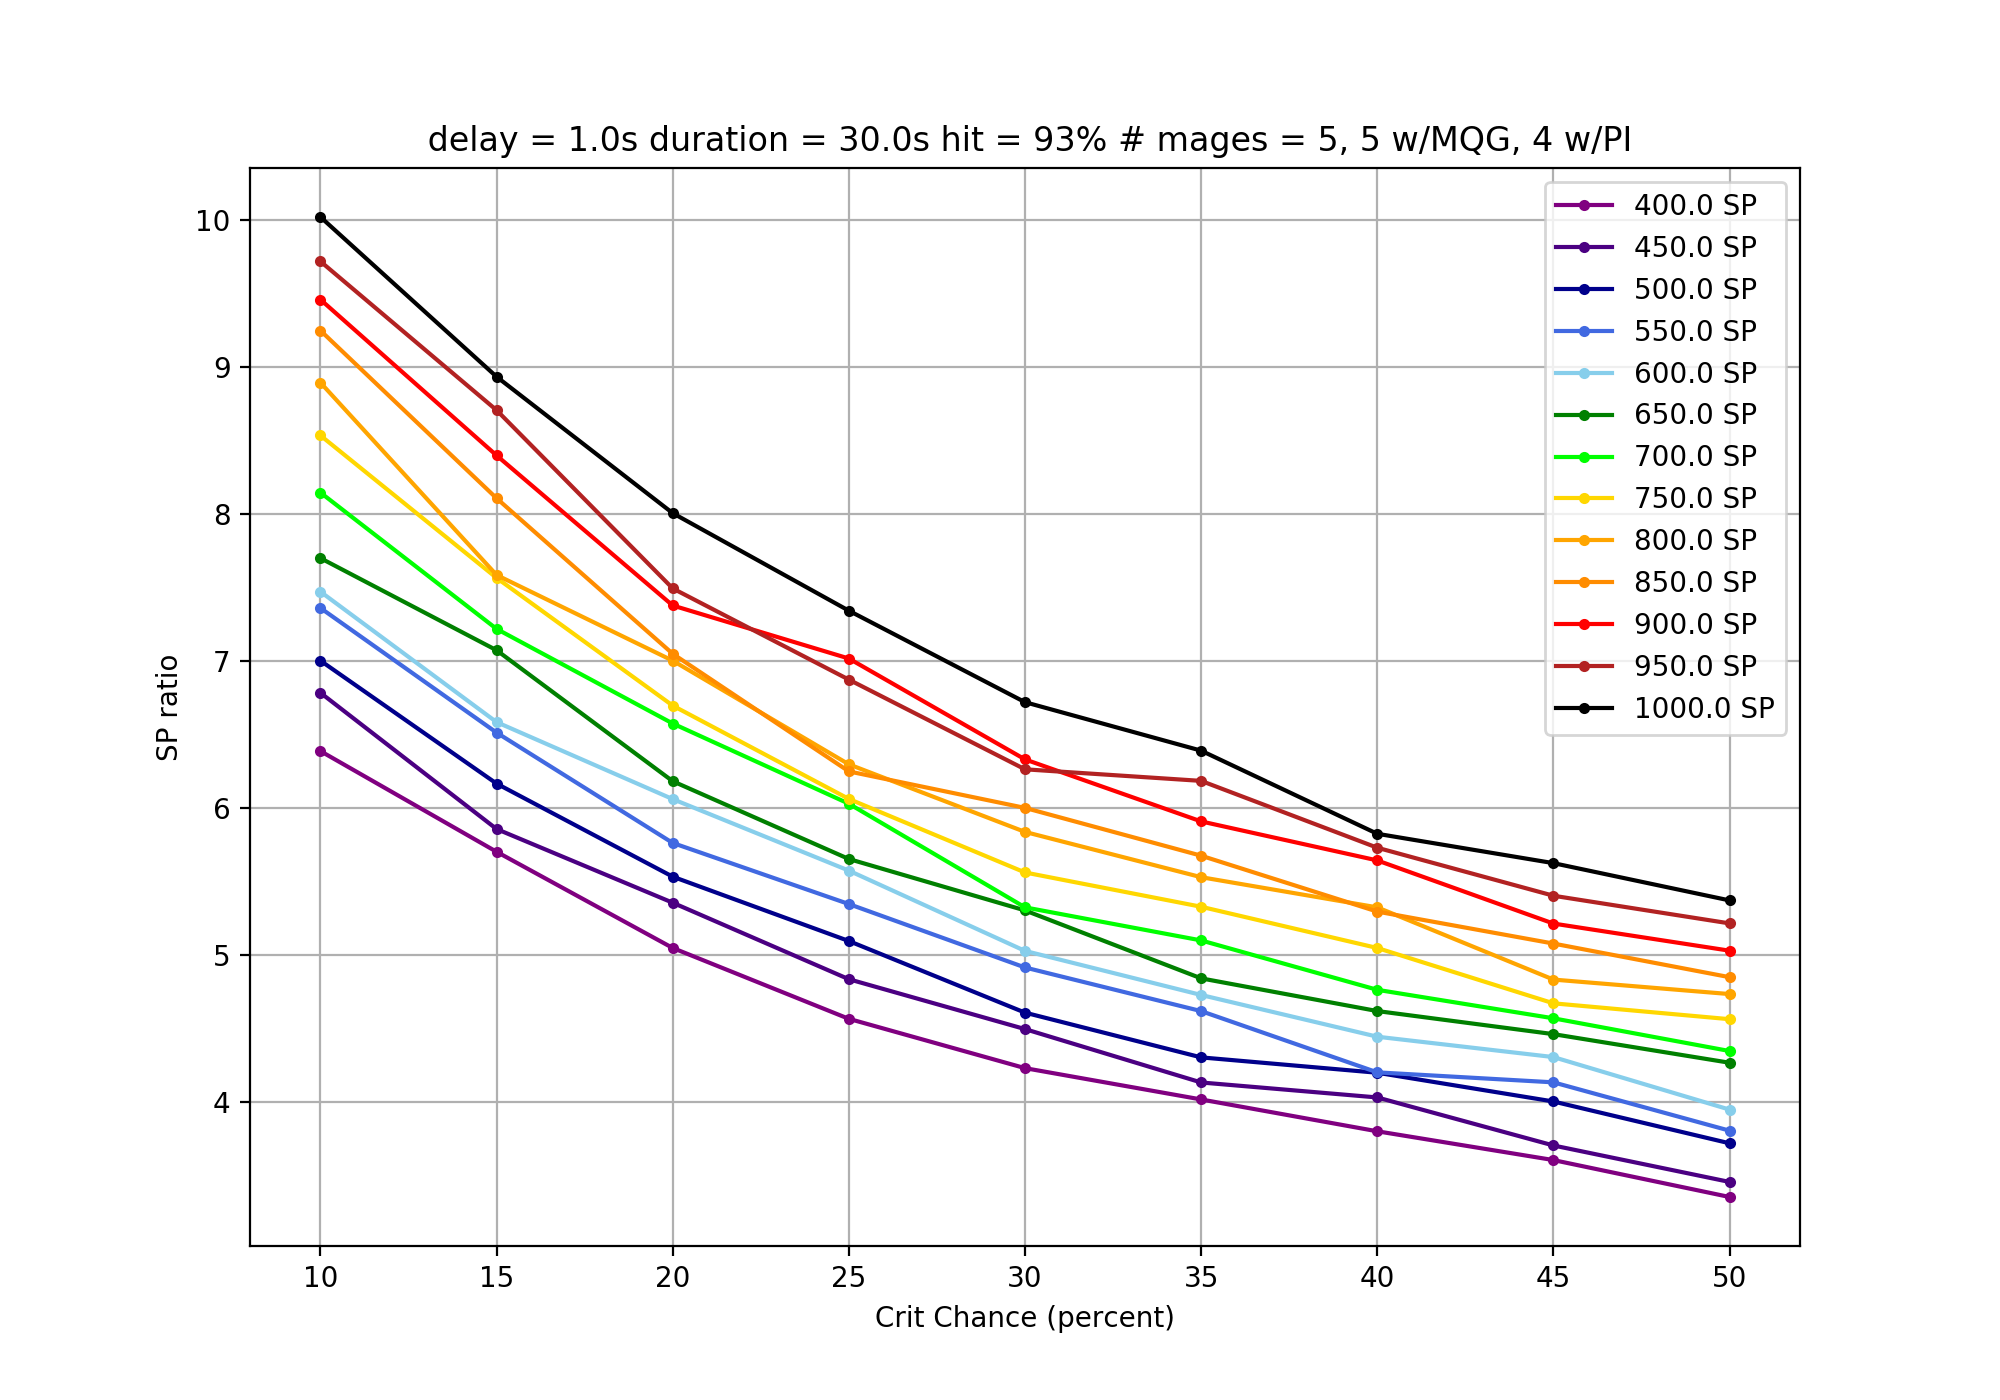 delay = 1.0s duration = 30.0s hit = 93% # mages = 5, 5 w/MQG, 4 w/PI
10
9
8
7
6
5
4
SP ratio
400.0 SP
450.0 SP
500.0 SP
550.0 SP
600.0 SP
650.0 SP
700.0 SP
750.0 SP
800.0 SP
850.0 SP
900.0 SP
950.0 SP
1000.0 SP
10 15 20 25 30 35 40 45 50
Crit Chance (percent)